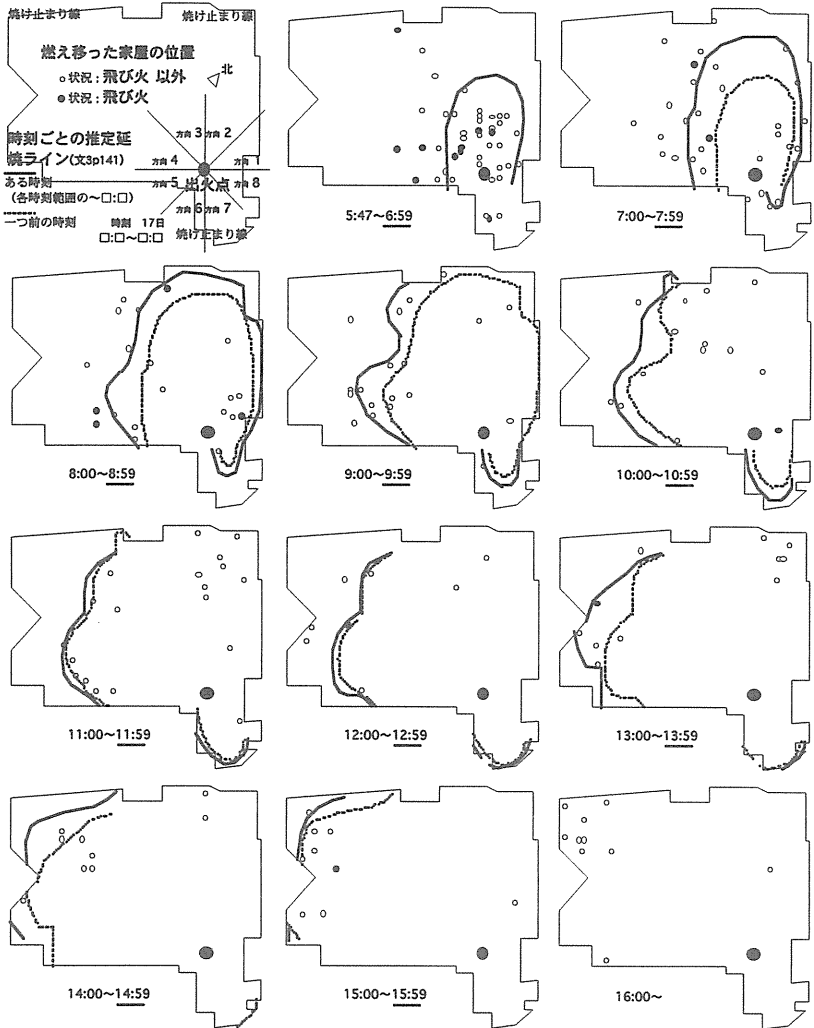 焼け止まり線
焼け止まり線
燃え移った家屋の位置
北
○ 状況：飛び火 以外
● 状況：飛び火
方向 3
方向 2
時刻ごとの推定延
焼ライン(文3p141)
方向 4
方向 1
ある時刻
方向 5
出火点
方向 8
（各時刻範囲の～□:□）
方向 6
方向 7
一つ前の時刻
時刻 17日
□:□～□:□
焼け止まり線
5:47～6:59
7:00～7:59
8:00～8:59
9:00～9:59
10:00～10:59
11:00～11:59
12:00～12:59
13:00～13:59
14:00～14:59
15:00～15:59
16:00～